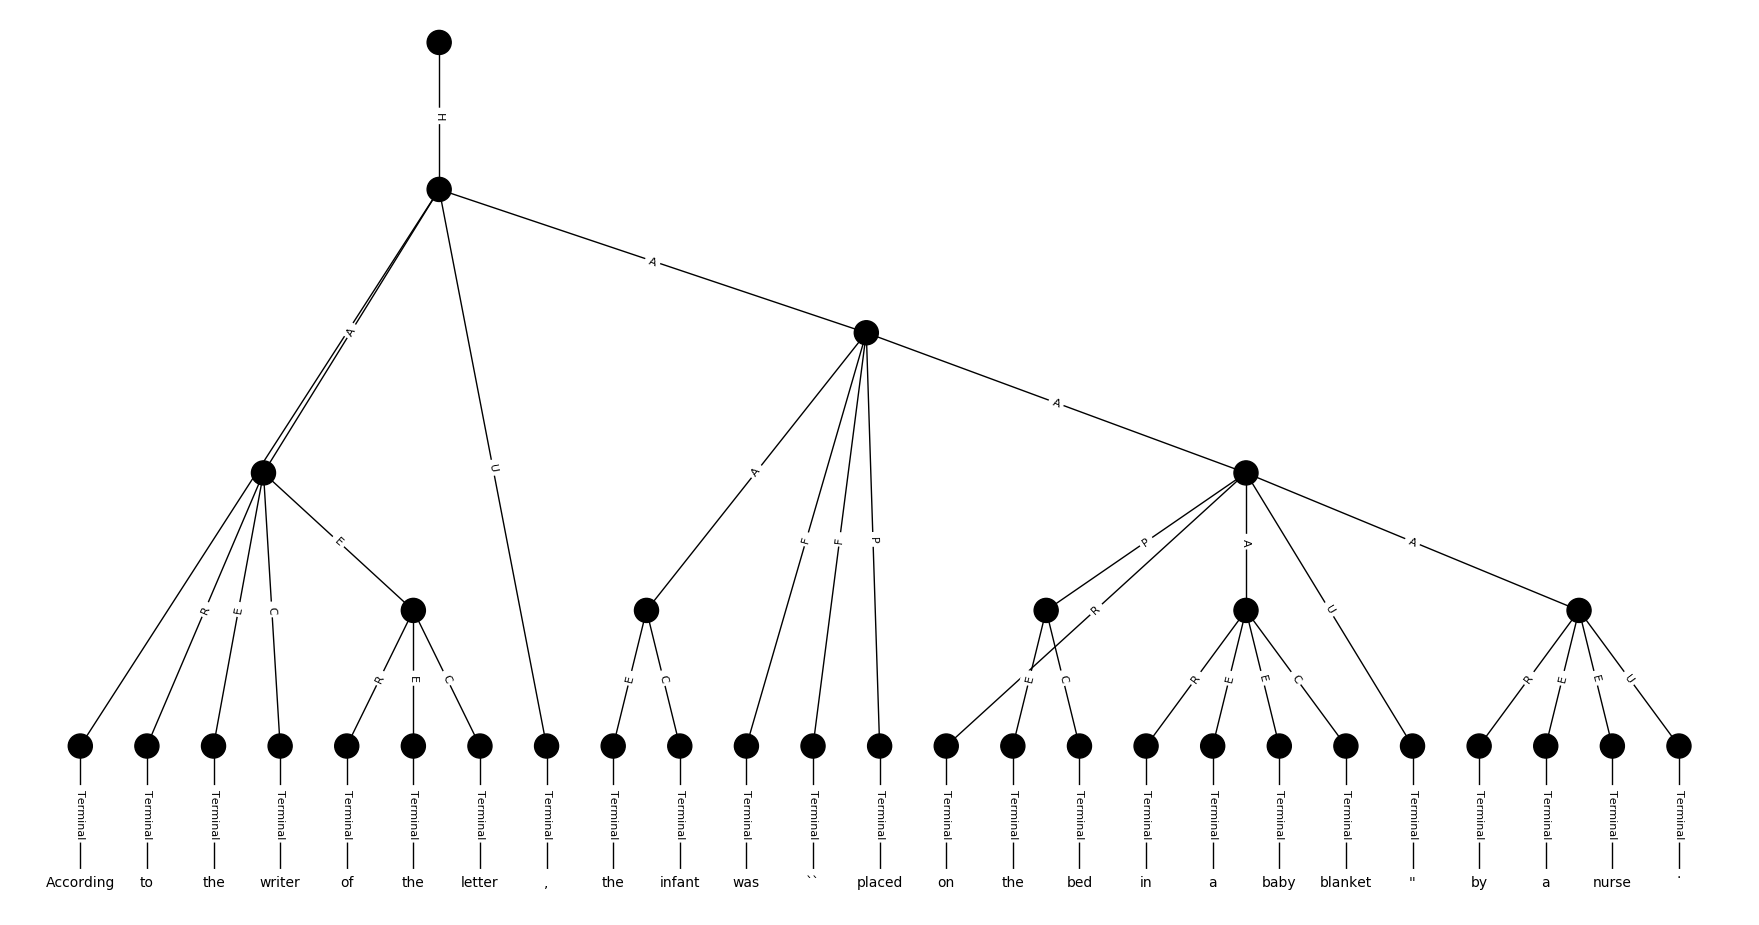 H
A
A
A
U
A
E
F
F
P
P
A
A
R
R
E
C
U
R
E
C
E
C
E
C
R
E
E
C
R
E
E
U
Terminal Terminal Terminal Terminal Terminal Terminal Terminal Terminal Terminal Terminal Terminal Terminal Terminal Terminal Terminal Terminal Terminal Terminal Terminal Terminal Terminal Terminal Terminal Terminal Terminal
According to the writer of the letter , the infant was `` placed on the bed in a baby blanket " by a nurse .